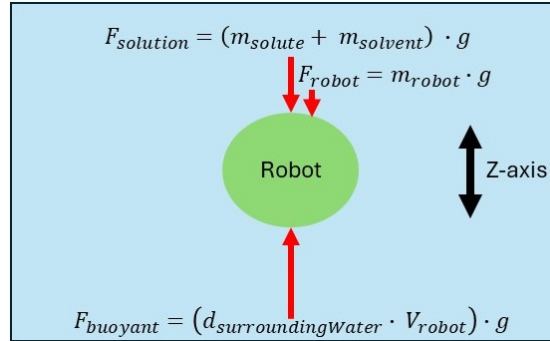 F_solution = (m_solute + m_solvent) · g
F_robot = m_robot · g
Robot
Z-axis
F_buoyant = (d_surroundingWater · V_robot) · g